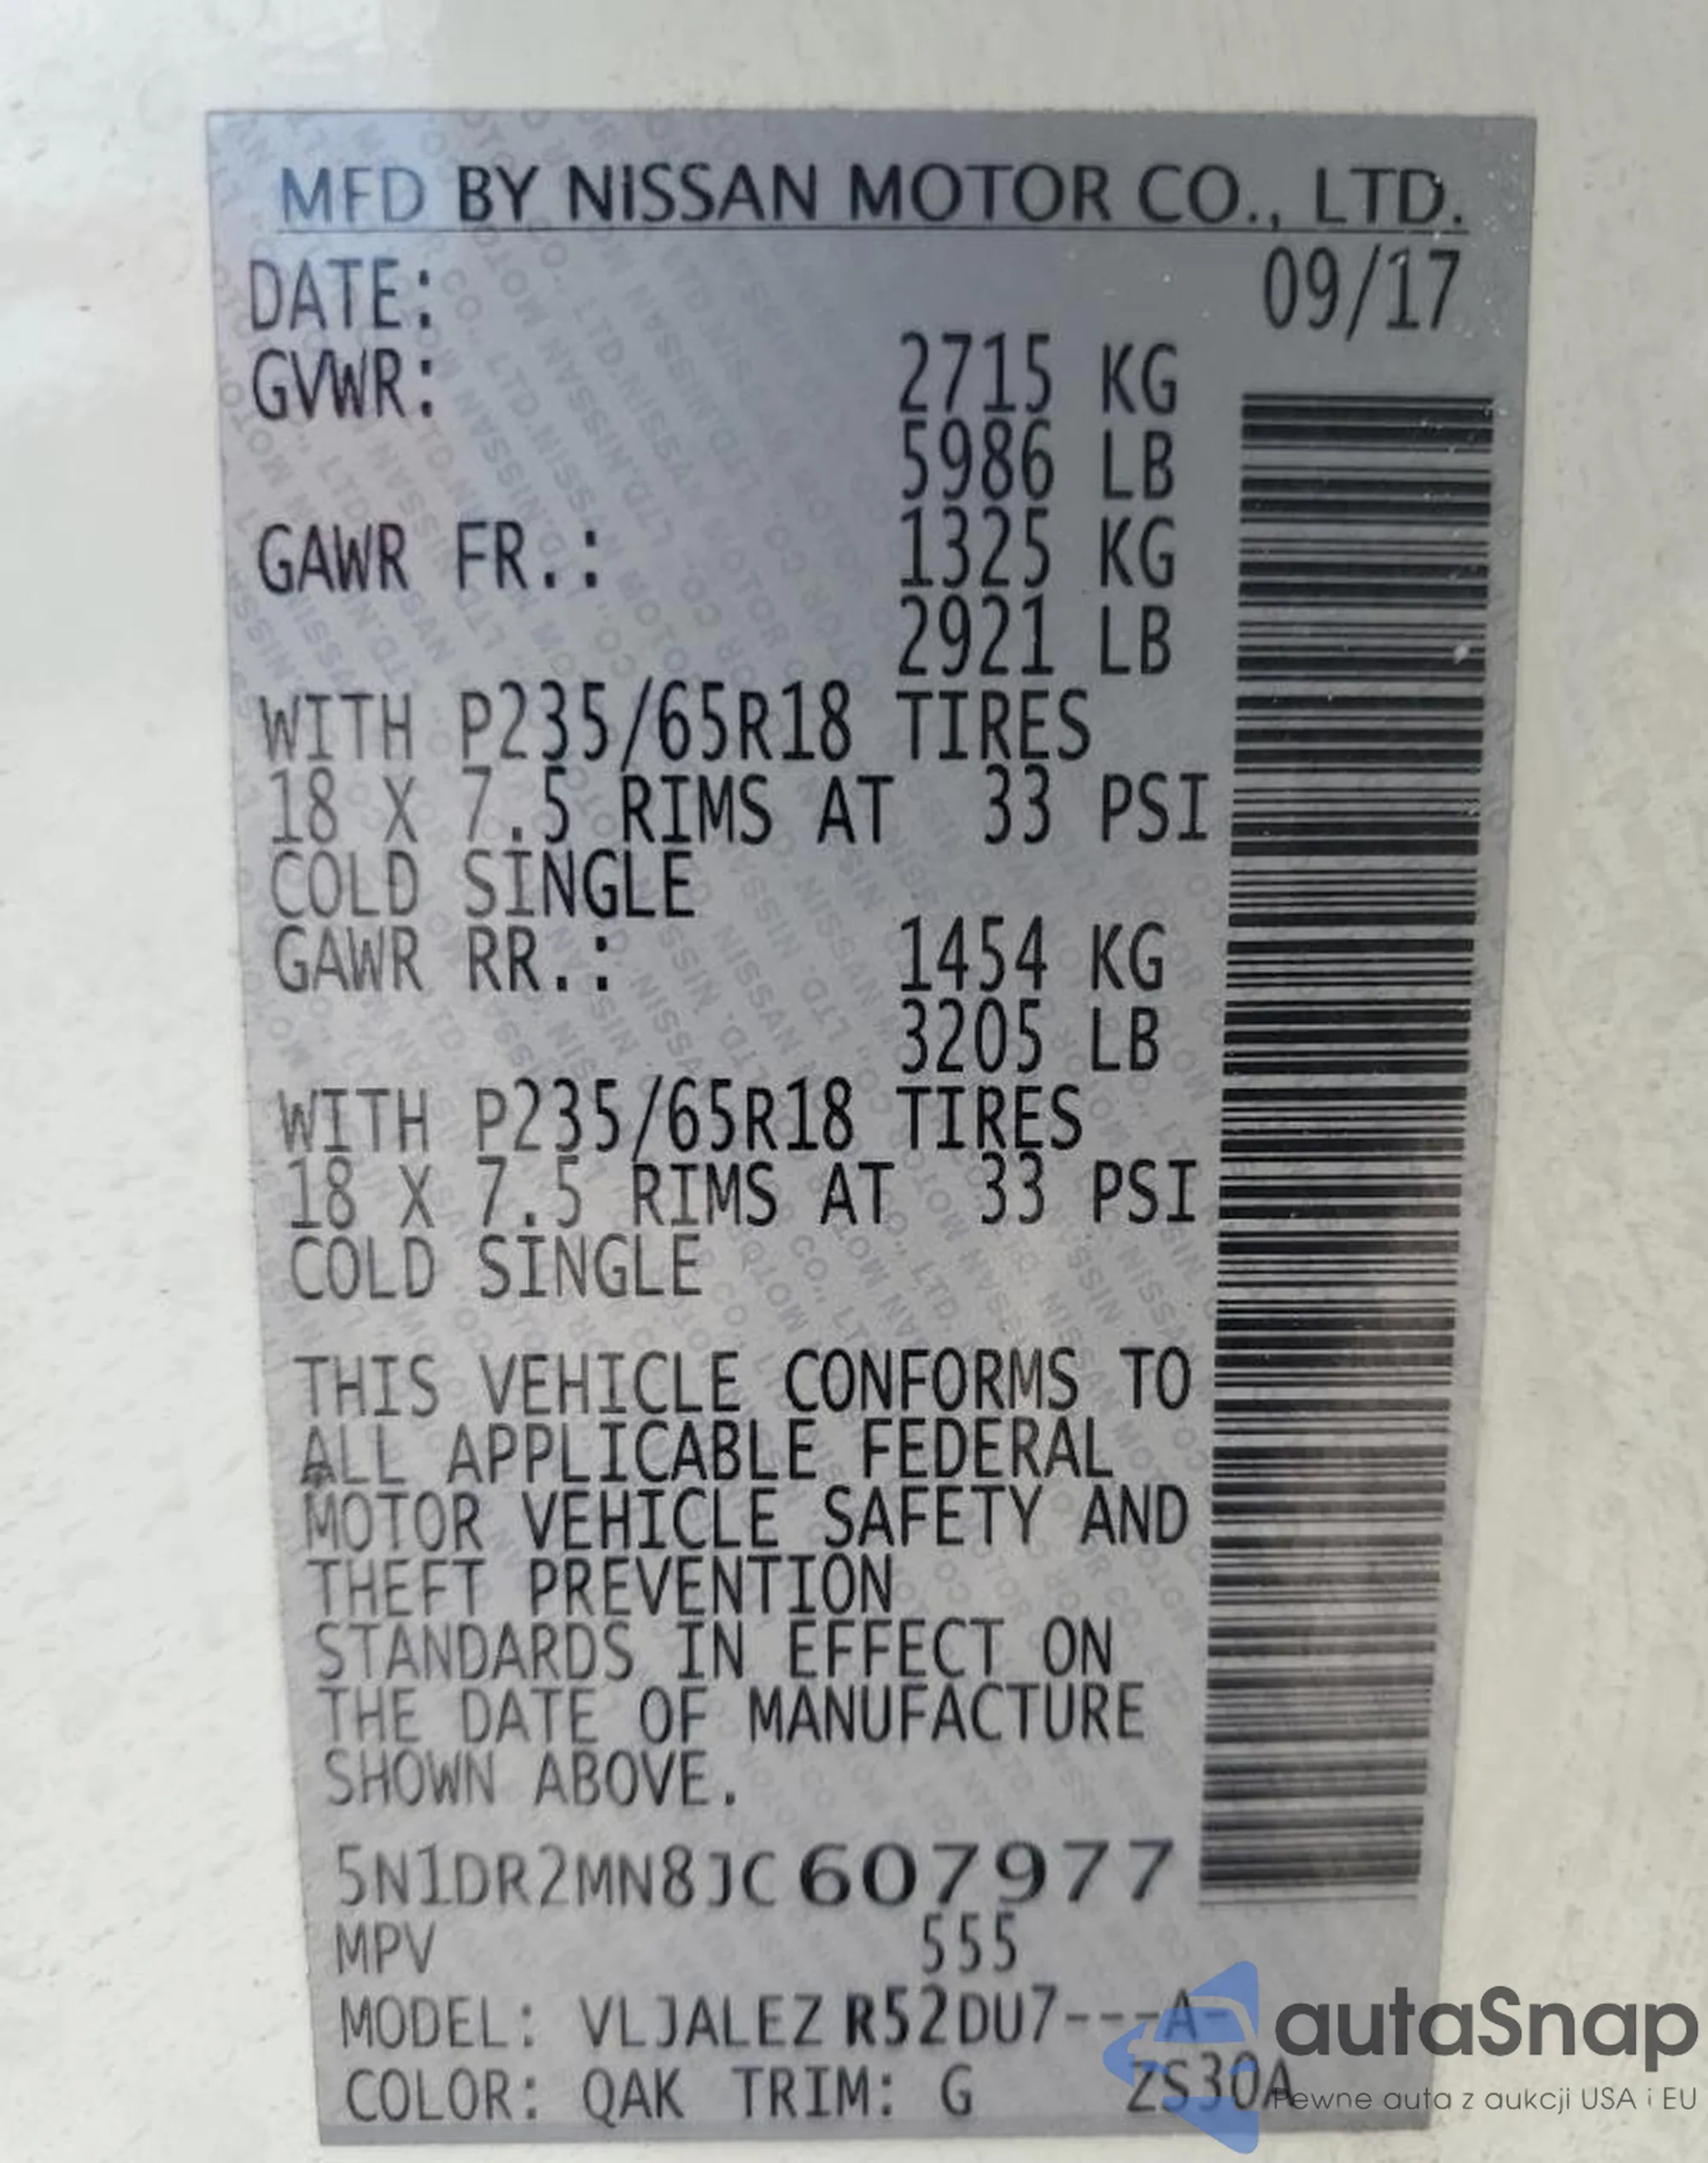 MFD BY NISSAN MOTOR CO., LTD.
DATE: 09/17
GVWR: 2715 KG
5986 LB
GAWR FR.: 1325 KG
2921 LB
WITH P235/65R18 TIRES
18 X 7.5 RIMS AT 33 PSI
COLD SINGLE
GAWR RR.: 1454 KG
3205 LB
WITH P235/65R18 TIRES
18 X 7.5 RIMS AT 33 PSI
COLD SINGLE
THIS VEHICLE CONFORMS TO
ALL APPLICABLE FEDERAL
MOTOR VEHICLE SAFETY AND
THEFT PREVENTION
STANDARDS IN EFFECT ON
THE DATE OF MANUFACTURE
SHOWN ABOVE.
5N1DR2MN8JC607977
MPV 555
MODEL: VLJALEZ R52DU7---A-
COLOR: QAK TRIM: G ZS30A
autaSnap
Pewne auta z aukcji USA i EU